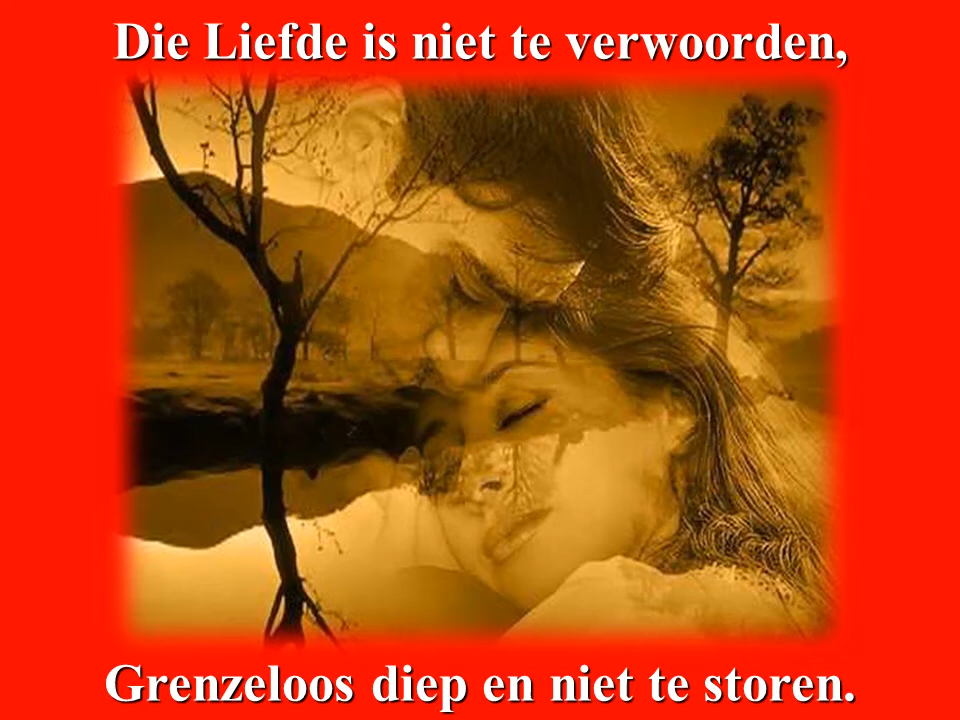 Die Liefde is niet te verwoorden,
Grenzeloos diep en niet te storen.